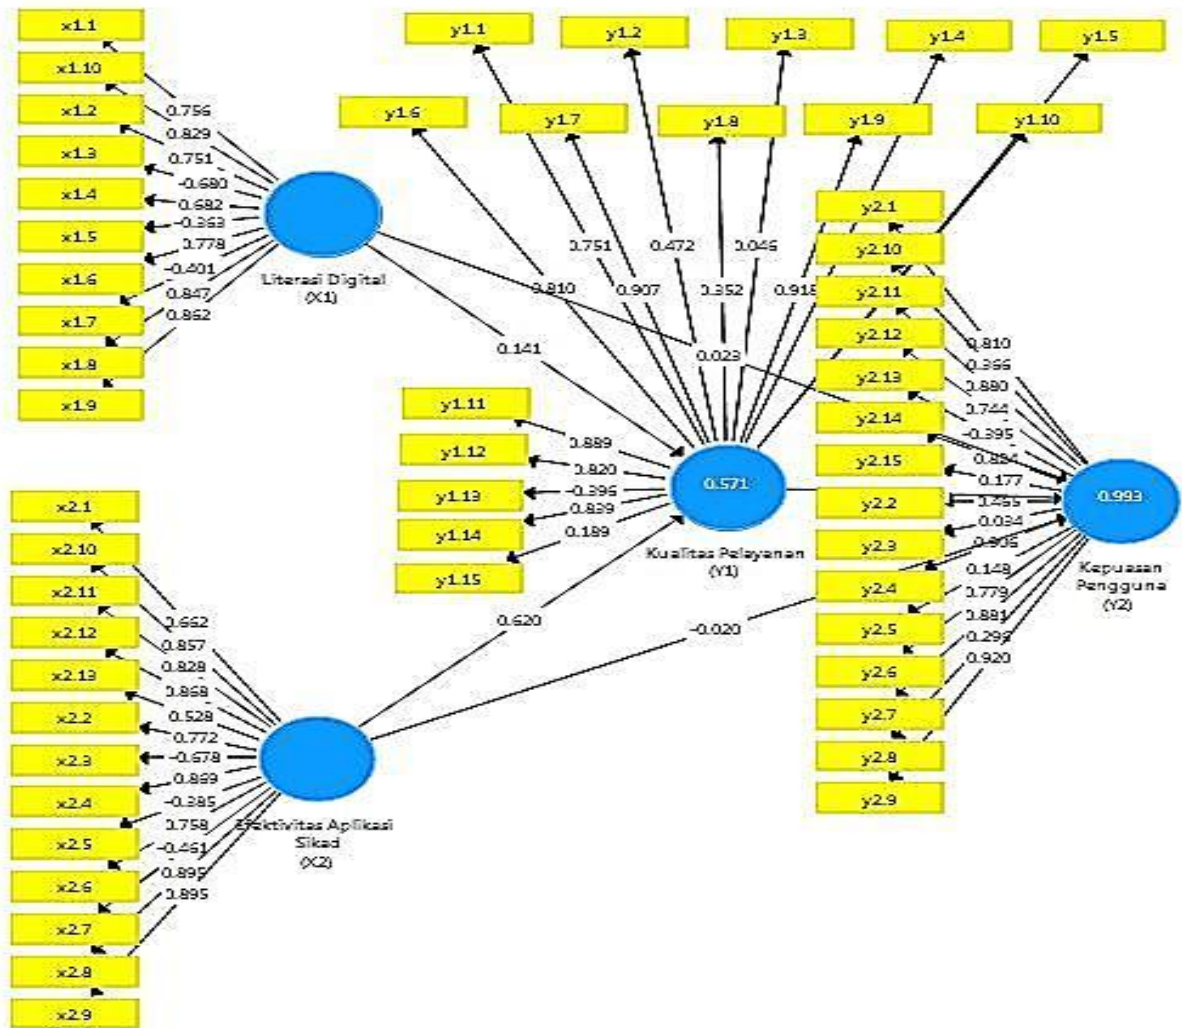 x1.1
x1.10
x1.2
x1.3
x1.4
x1.5
x1.6
x1.7
x1.8
x1.9
0.756
0.829
0.751
-0.680
0.682
-0.363
0.778
-0.401
0.847
0.862
Literasi Digital
(X1)
y1.1
y1.2
y1.3
y1.4
y1.5
y1.6
y1.7
y1.8
y1.9
y1.10
0.751
0.472
0.046
0.810
0.907
0.352
0.918
0.141
0.023
y1.11
y1.12
y1.13
y1.14
y1.15
0.889
0.820
-0.396
0.839
0.189
0.571
Kualitas Pelayanan
(Y1)
0.620
-0.020
x2.1
x2.10
x2.11
x2.12
x2.13
x2.2
x2.3
x2.4
x2.5
x2.6
x2.7
x2.8
x2.9
0.662
0.857
0.828
0.868
0.528
0.772
-0.678
0.869
-0.385
0.758
-0.461
0.895
0.895
Efektivitas Aplikasi
Sikad
(X2)
y2.1
y2.10
y2.11
y2.12
y2.13
y2.14
y2.15
y2.2
y2.3
y2.4
y2.5
y2.6
y2.7
y2.8
y2.9
0.810
0.366
0.880
0.744
-0.395
0.177
0.034
0.148
0.779
0.881
0.296
0.920
0.993
Kepuasan
Pengguna
(Y2)